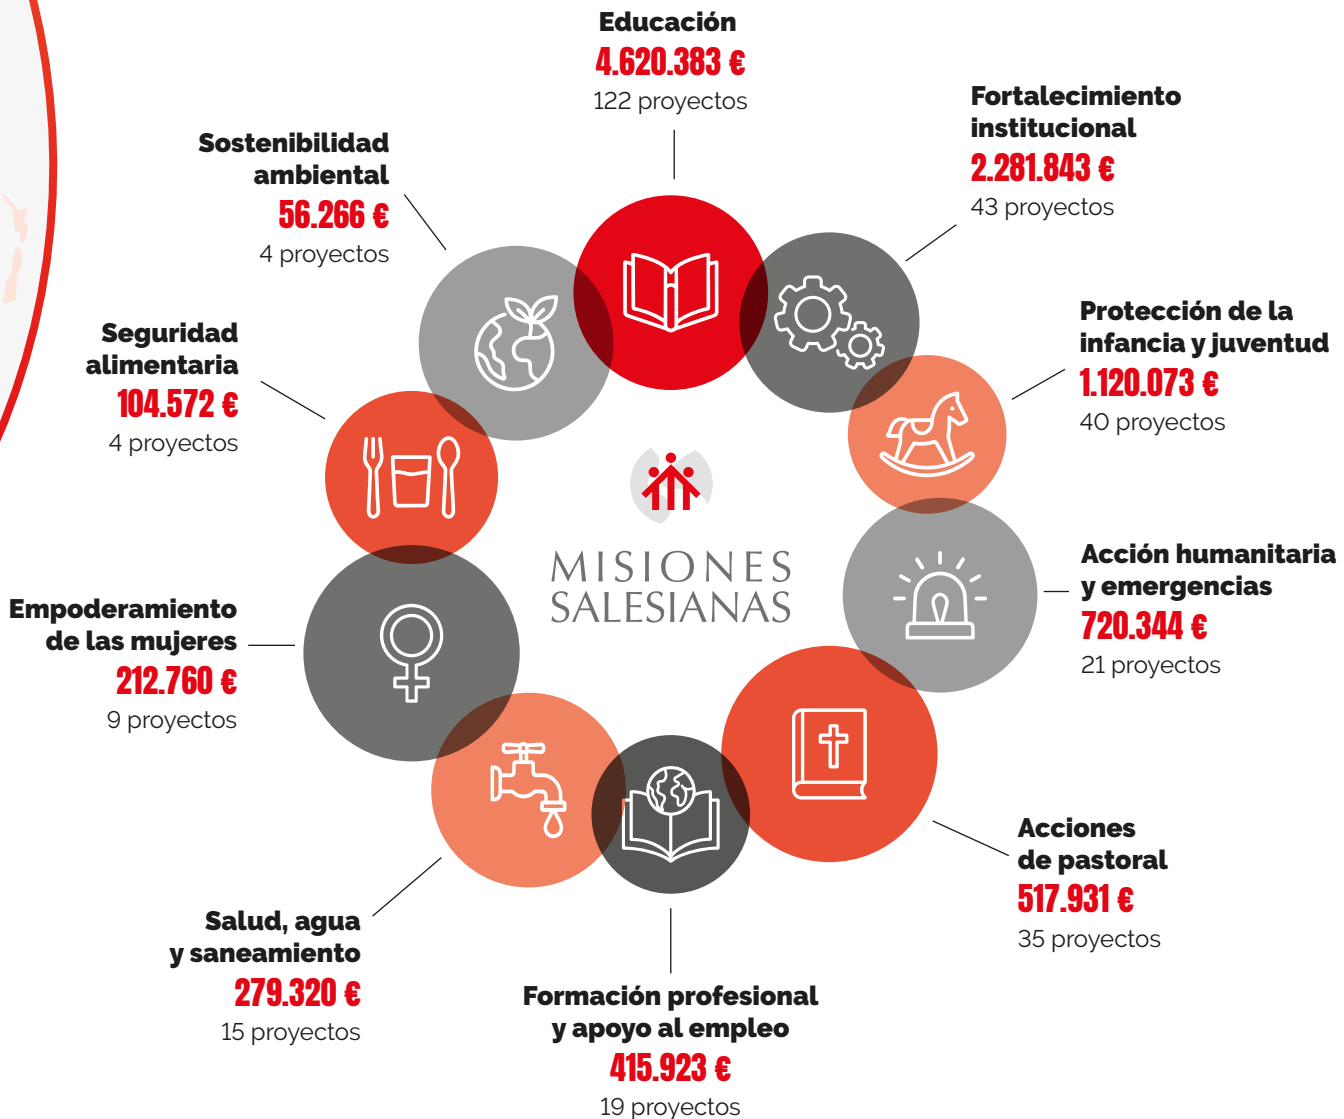 Educación
4.620.383 €
122 proyectos
Fortalecimiento
institucional
2.281.843 €
43 proyectos
Protección de la
infancia y juventud
1.120.073 €
40 proyectos
Acción humanitaria
y emergencias
720.344 €
21 proyectos
Acciones
de pastoral
517.931 €
35 proyectos
Formación profesional
y apoyo al empleo
415.923 €
19 proyectos
Salud, agua
y saneamiento
279.320 €
15 proyectos
Empoderamiento
de las mujeres
212.760 €
9 proyectos
Seguridad
alimentaria
104.572 €
4 proyectos
Sostenibilidad
ambiental
56.266 €
4 proyectos
MISIONES
SALESIANAS